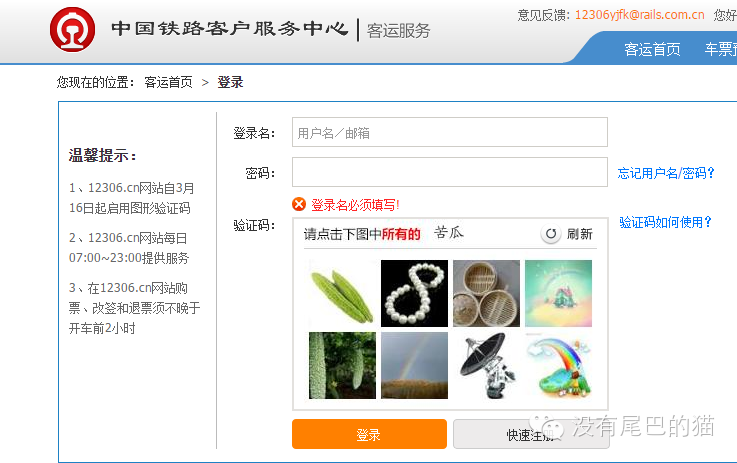 中国铁路客户服务中心 | 客运服务
意见反馈: 12306yjfk@rails.com.cn 您好
客运首页 车票预
您现在的位置： 客运首页 > 登录
温馨提示：
1、12306.cn网站自3月
16日起启用图形验证码
2、12306.cn网站每日
07:00~23:00提供服务
3、在12306.cn网站购
票、改签和退票须不晚于
开车前2小时
登录名：
用户名／邮箱
密码：
忘记用户名/密码？
登录名必须填写!
验证码：
验证码如何使用？
请点击下图中所有的 苦瓜
刷新
登录
快速注册
没有尾巴的猫